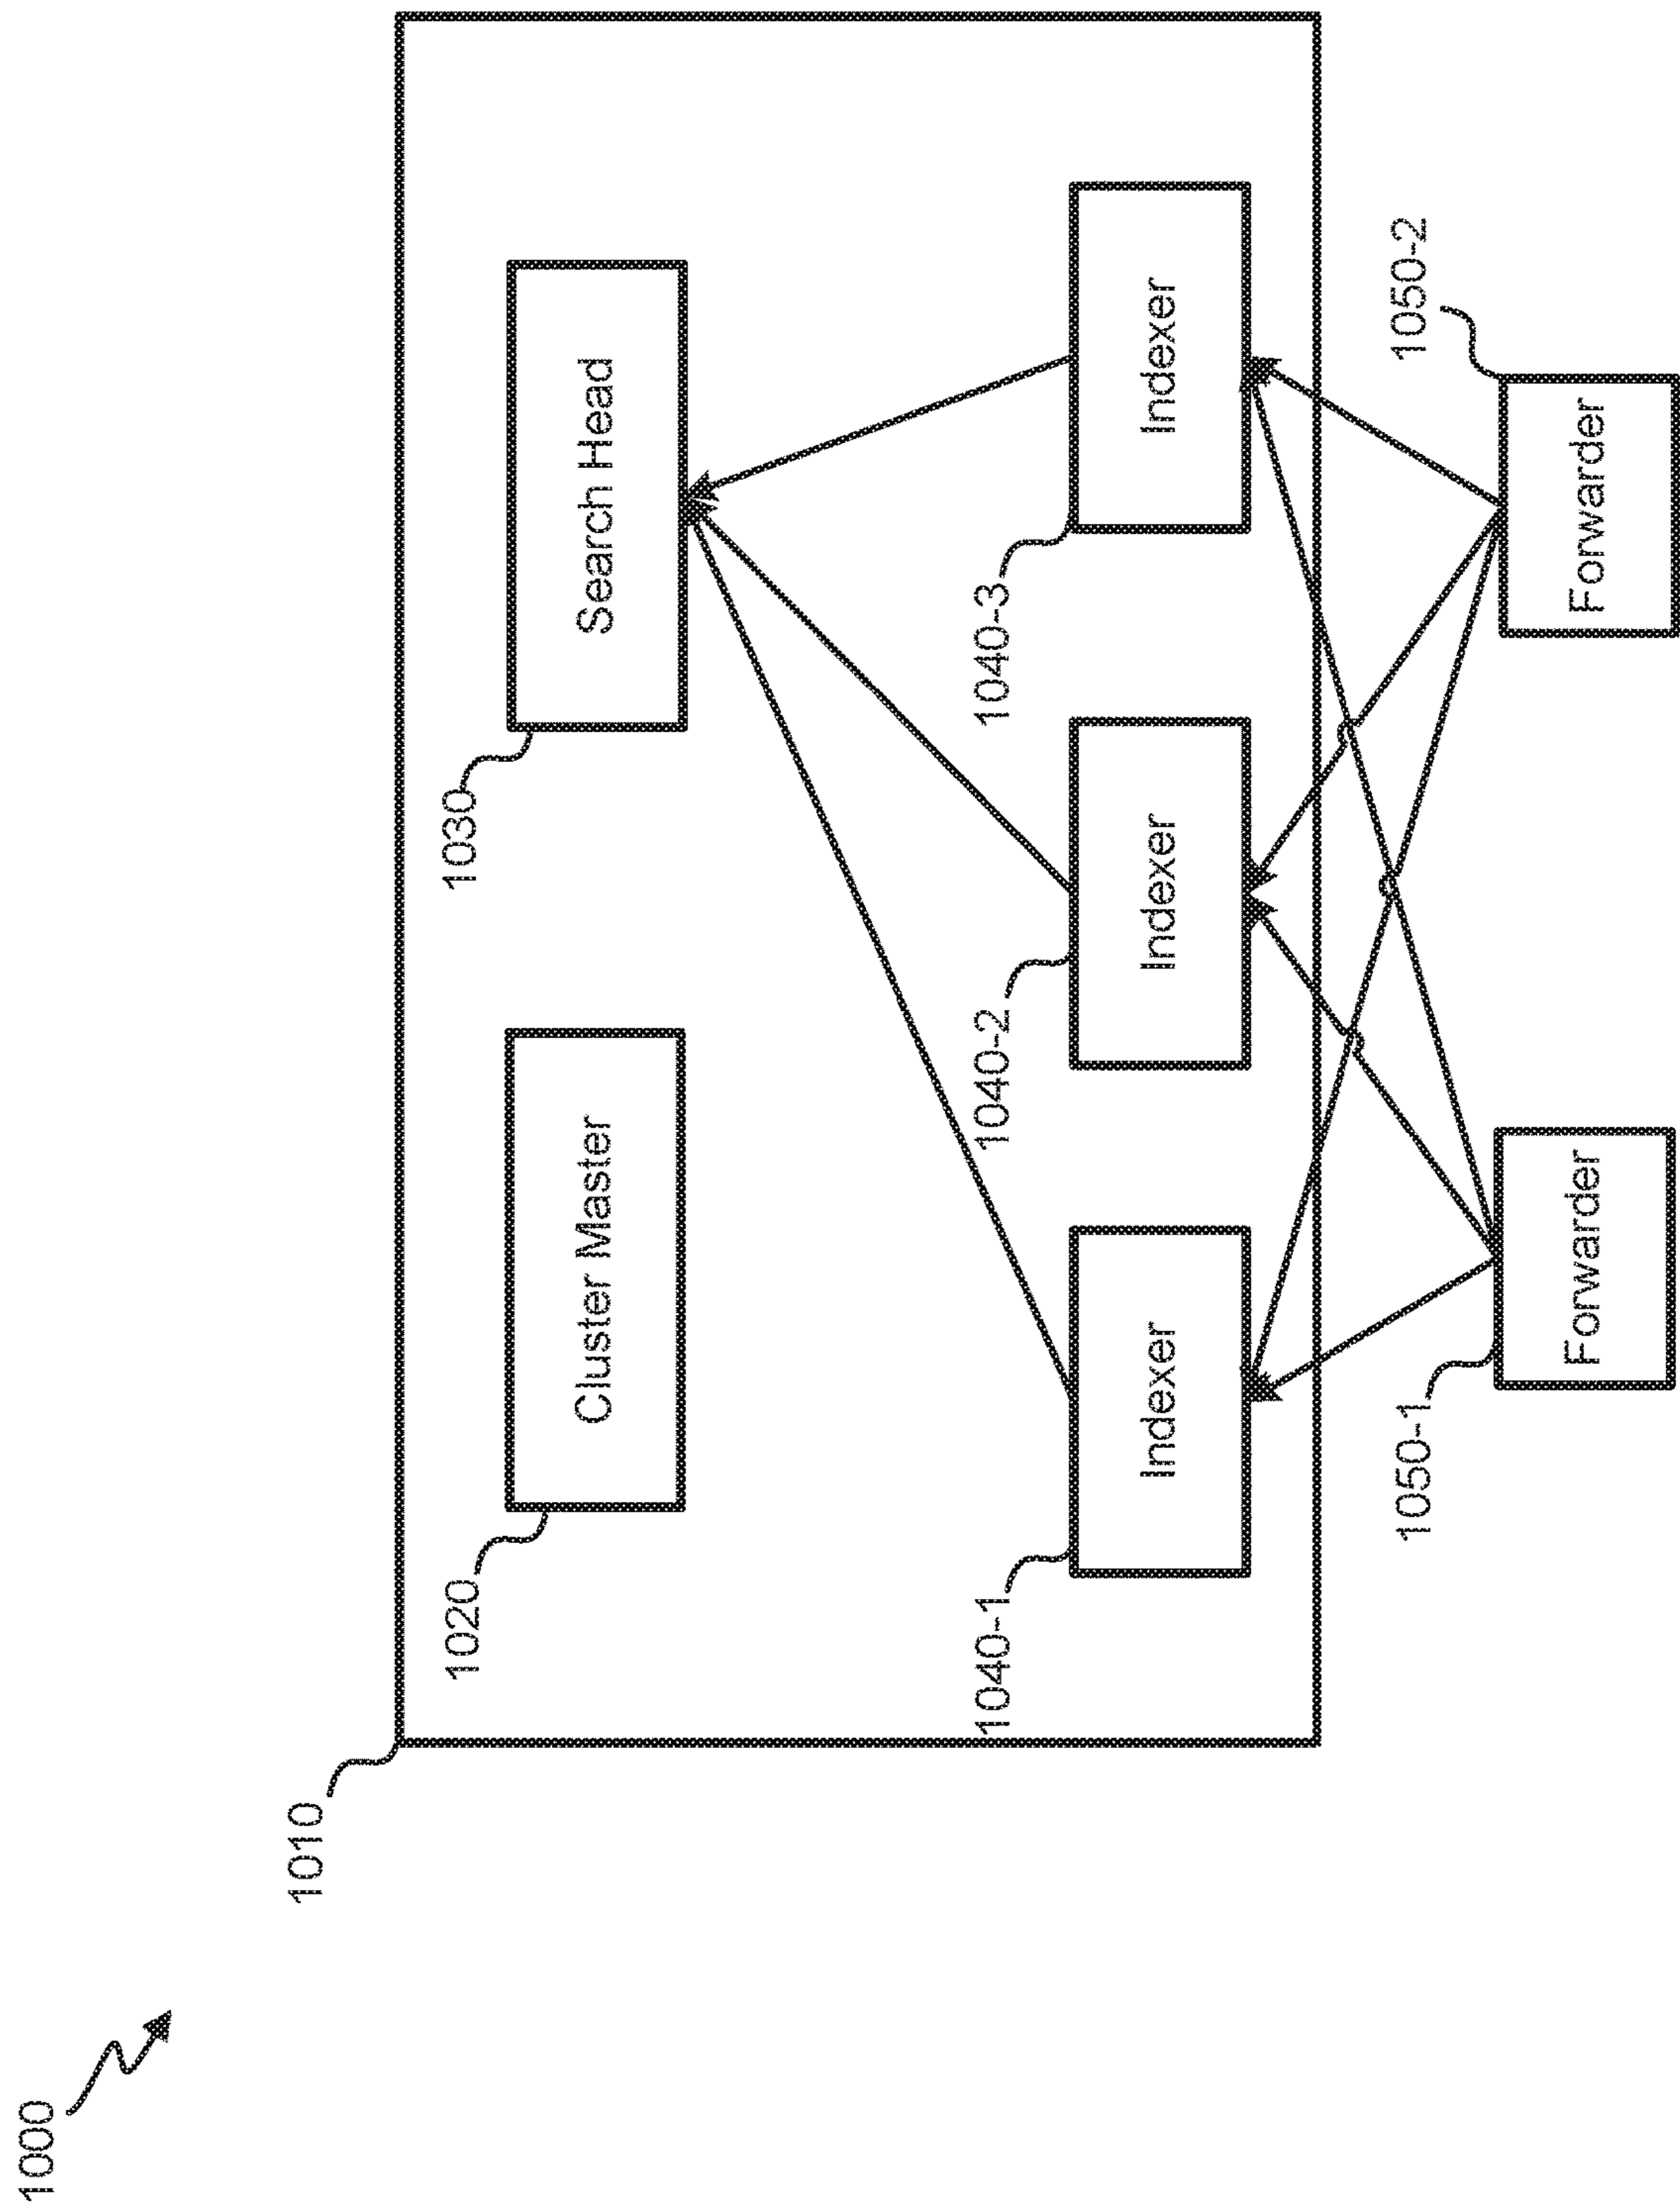 1000
1010
1020
Cluster Master
1030
Search Head
1040-1
Indexer
1040-2
Indexer
1040-3
Indexer
1050-1
Forwarder
1050-2
Forwarder